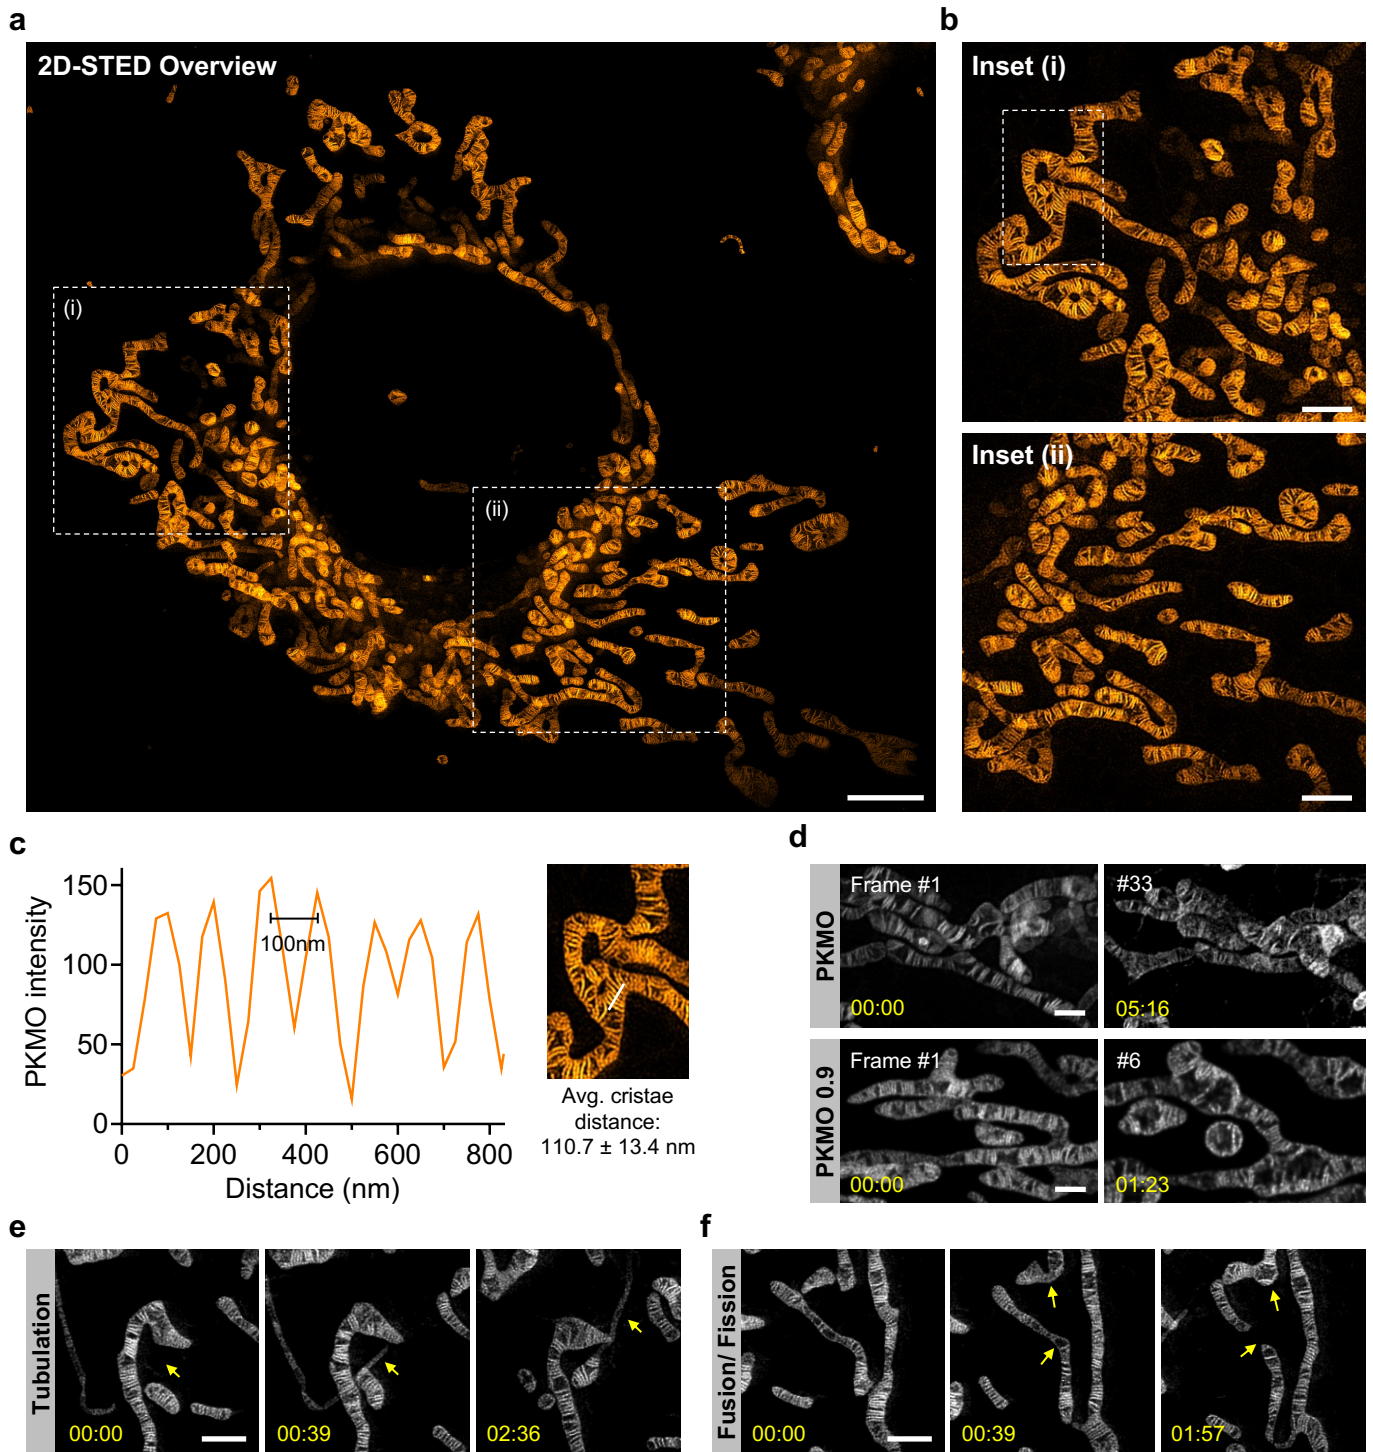 a
2D-STED Overview
(i)
(ii)
b
Inset (i)
Inset (ii)
c
PKMO intensity
150
100
50
0
100nm
0 200 400 600 800
Distance (nm)
Avg. cristae
distance:
110.7 ± 13.4 nm
d
PKMO
Frame #1
00:00
#33
05:16
PKMO 0.9
Frame #1
00:00
#6
01:23
e
Tubulation
00:00
00:39
02:36
f
Fusion/ Fission
00:00
00:39
01:57